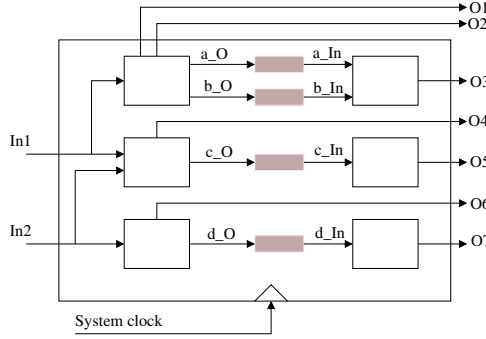 O1
O2
a_O a_In
b_O b_In
O3
In1
O4
c_O c_In
O5
In2
O6
d_O d_In
O7
System clock